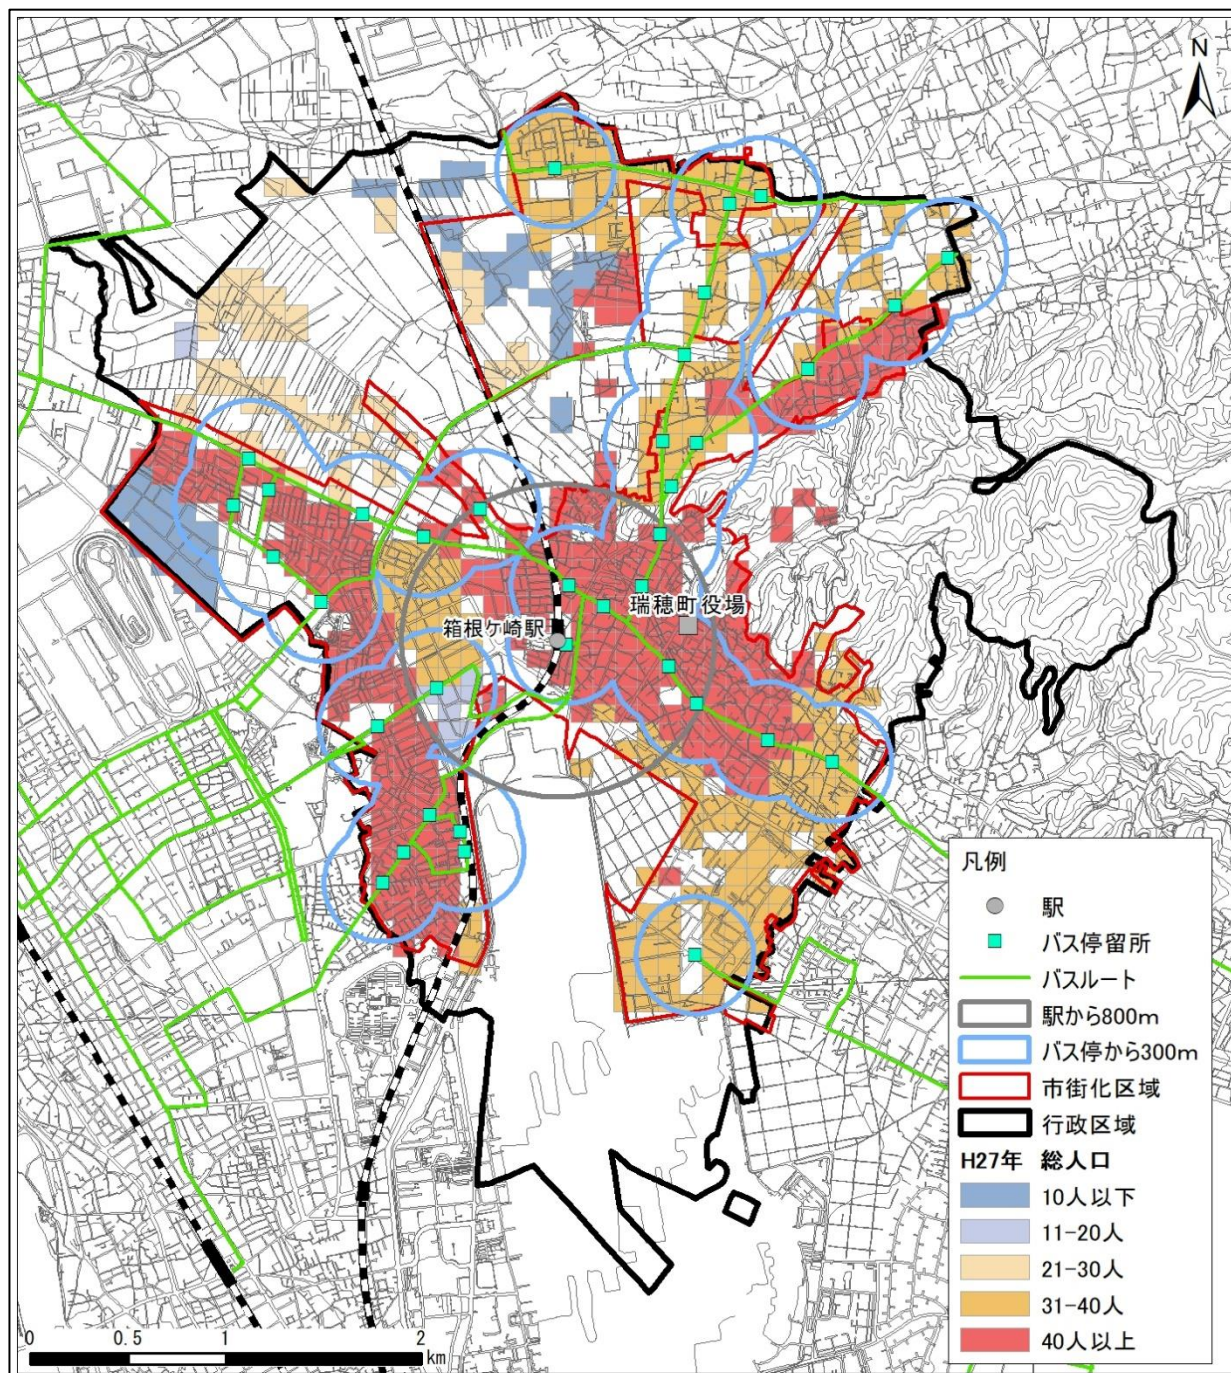 N
瑞穂町役場
箱根ケ崎駅
凡例
駅
バス停留所
バスルート
駅から800m
バス停から300m
市街化区域
行政区域
H27年 総人口
10人以下
11-20人
21-30人
31-40人
40人以上
0 0.5 1 2
km